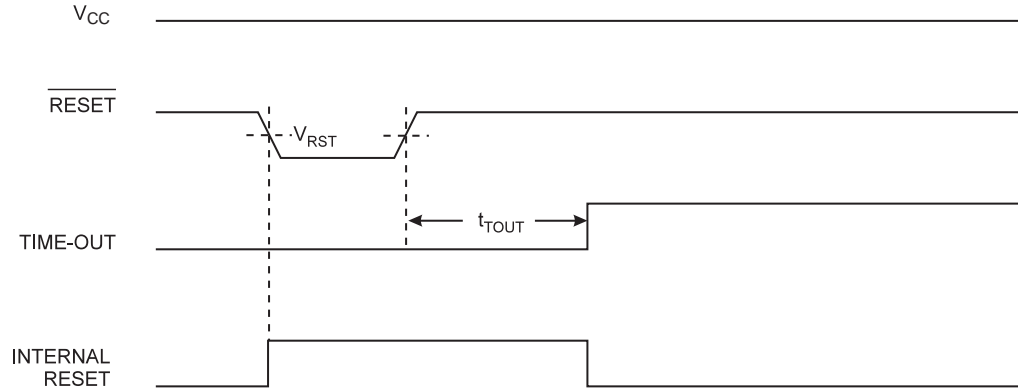 VCC
RESET
VRST
tTOUT
TIME-OUT
INTERNAL
RESET